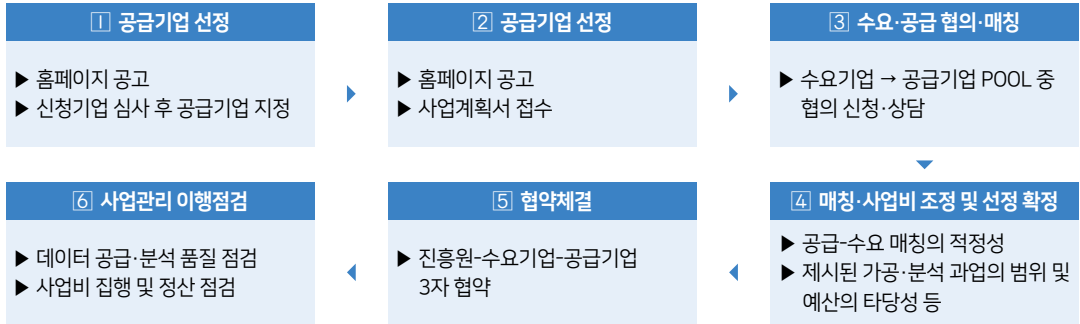 1 공급기업 선정
▶ 홈페이지 공고
▶ 신청기업 심사 후 공급기업 지정
2 공급기업 선정
▶ 홈페이지 공고
▶ 사업계획서 접수
3 수요·공급 협의·매칭
▶ 수요기업 → 공급기업 POOL 중
협의 신청·상담
4 매칭·사업비 조정 및 선정 확정
▶ 공급-수요 매칭의 적정성
▶ 제시된 가공·분석 과업의 범위 및
예산의 타당성 등
5 협약체결
▶ 진흥원-수요기업-공급기업
3자 협약
6 사업관리 이행점검
▶ 데이터 공급·분석 품질 점검
▶ 사업비 집행 및 정산 점검